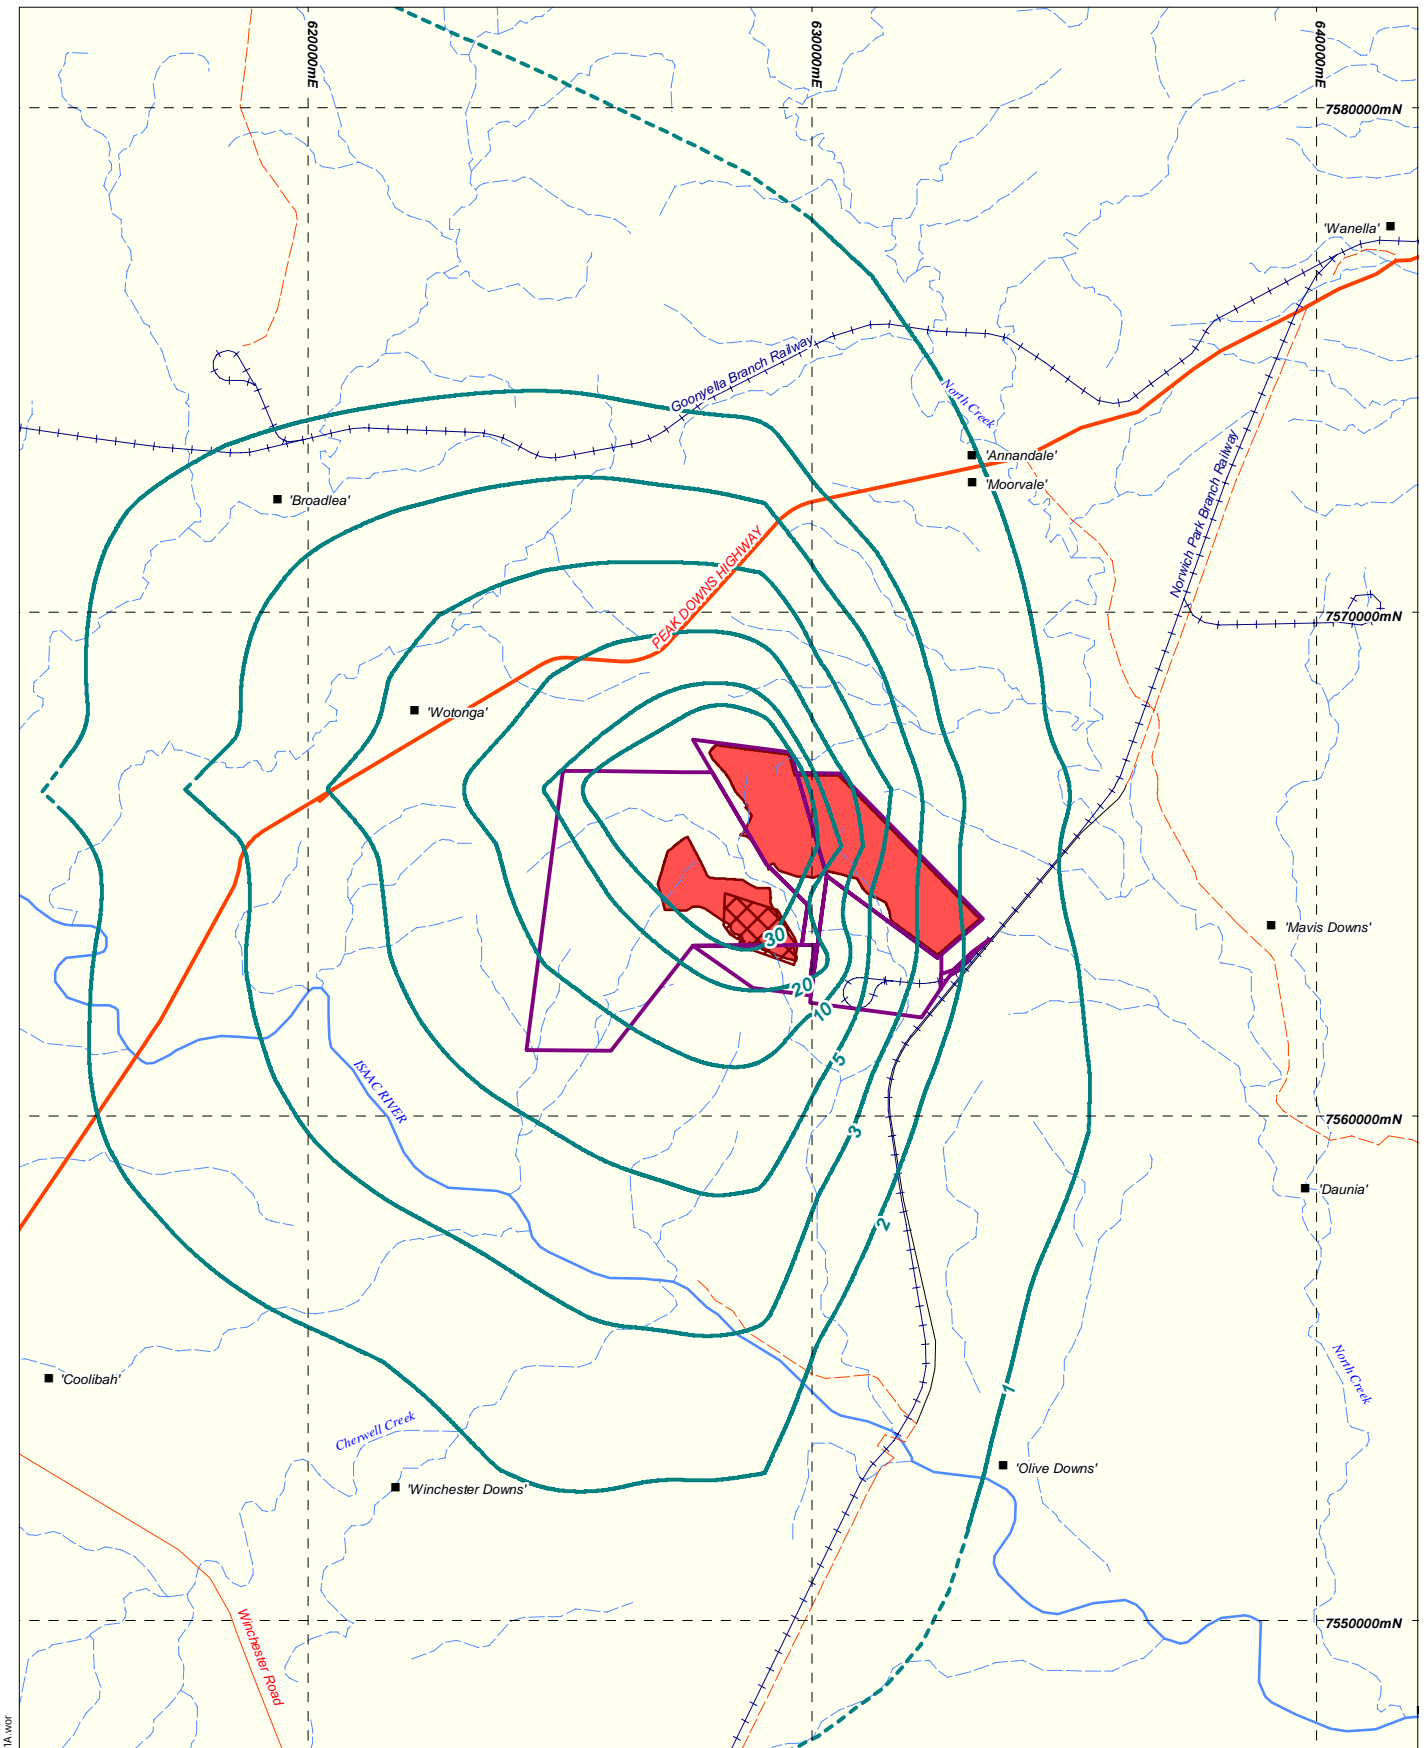 620000mE
630000mE
640000mE
7580000mN
'Wanella'
Goonyella Branch Railway
North Creek
'Annandale'
'Moorvale'
'Broadlea'
Norwich Park Branch Railway
PEAK DOWNS HIGHWAY
7570000mN
'Wotonga'
'Mavis Downs'
30
20
10
5
ISAAC RIVER
3
7560000mN
'Daunia'
2
North Creek
'Coolibah'
1
Cherwell Creek
'Olive Downs'
'Winchester Downs'
Winchester Road
7550000mN
1A.wor